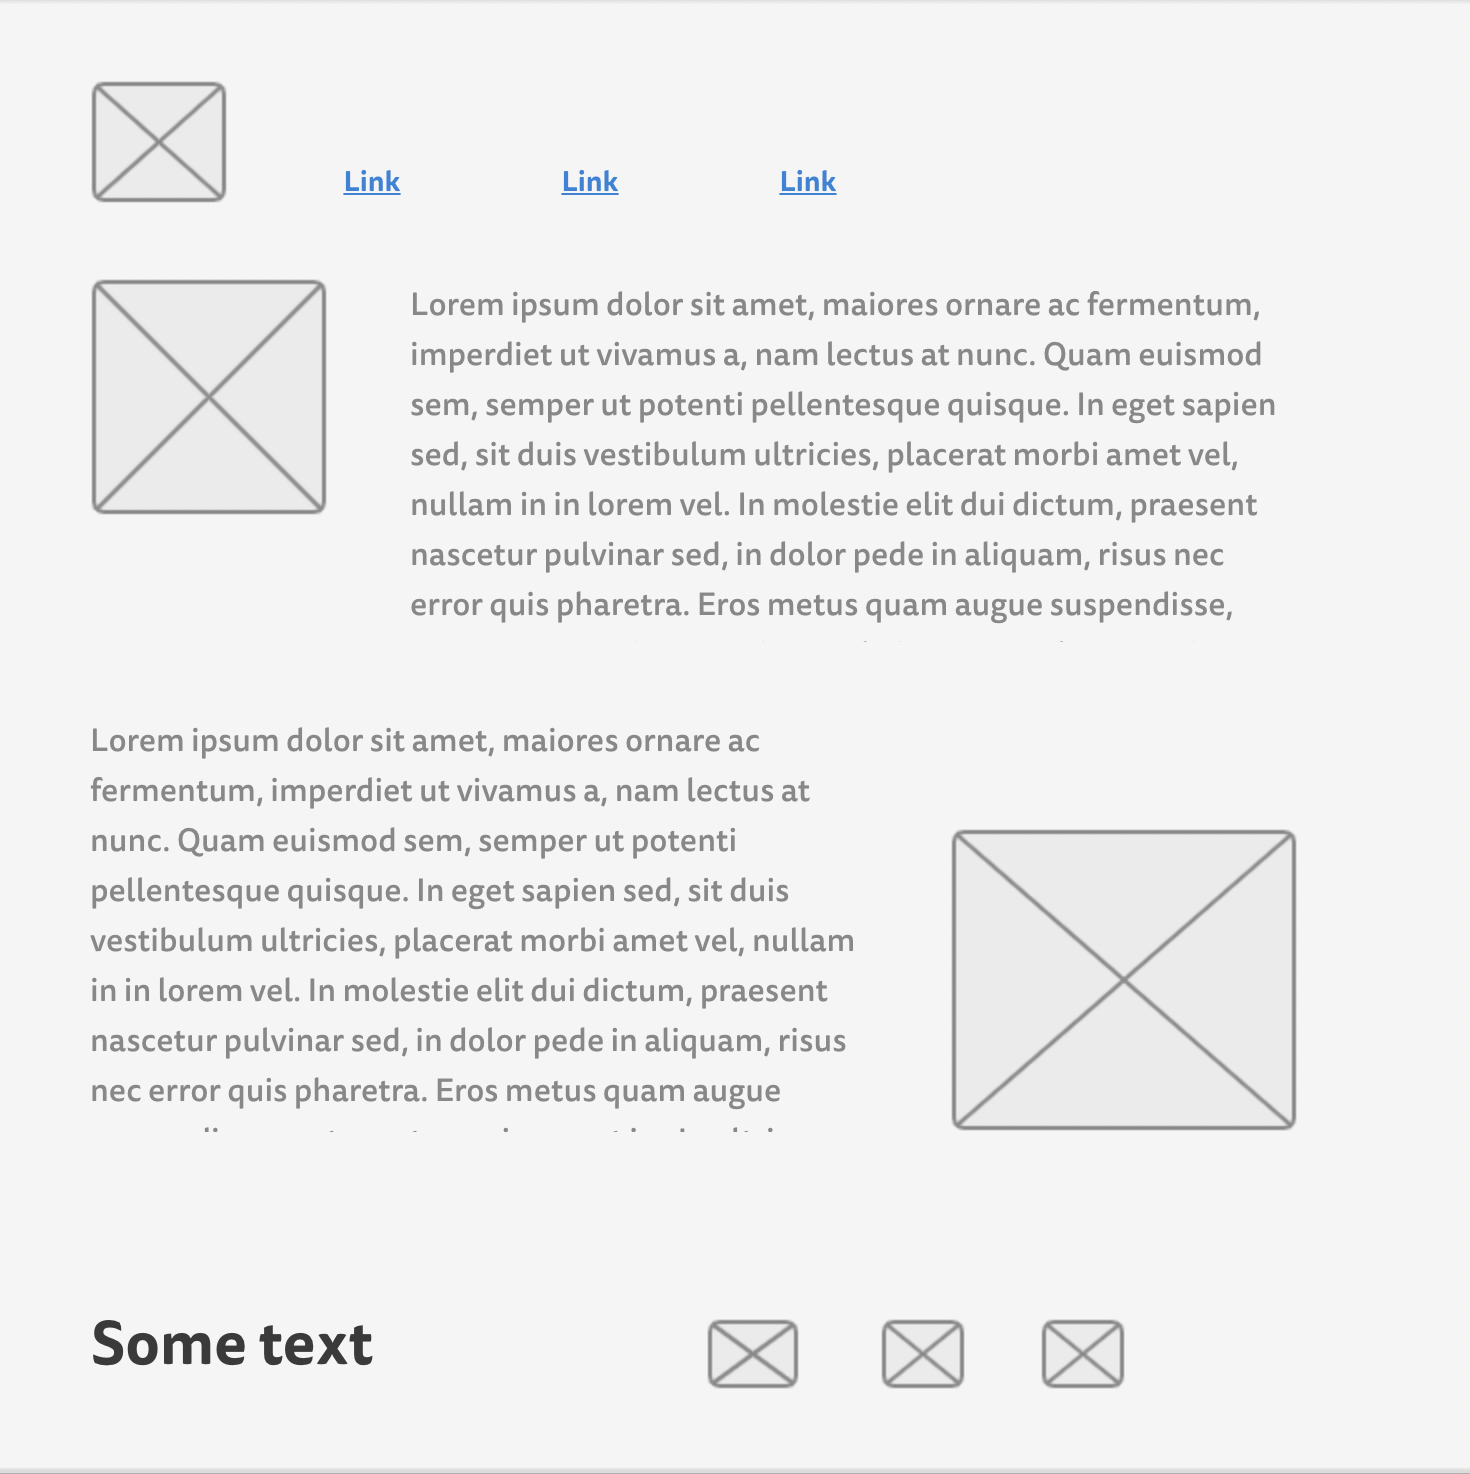 Link Link Link
Lorem ipsum dolor sit amet, maiores ornare ac fermentum,
imperdiet ut vivamus a, nam lectus at nunc. Quam euismod
sem, semper ut potenti pellentesque quisque. In eget sapien
sed, sit duis vestibulum ultricies, placerat morbi amet vel,
nullam in in lorem vel. In molestie elit dui dictum, praesent
nascetur pulvinar sed, in dolor pede in aliquam, risus nec
error quis pharetra. Eros metus quam augue suspendisse,
Lorem ipsum dolor sit amet, maiores ornare ac
fermentum, imperdiet ut vivamus a, nam lectus at
nunc. Quam euismod sem, semper ut potenti
pellentesque quisque. In eget sapien sed, sit duis
vestibulum ultricies, placerat morbi amet vel, nullam
in in lorem vel. In molestie elit dui dictum, praesent
nascetur pulvinar sed, in dolor pede in aliquam, risus
nec error quis pharetra. Eros metus quam augue
Some text